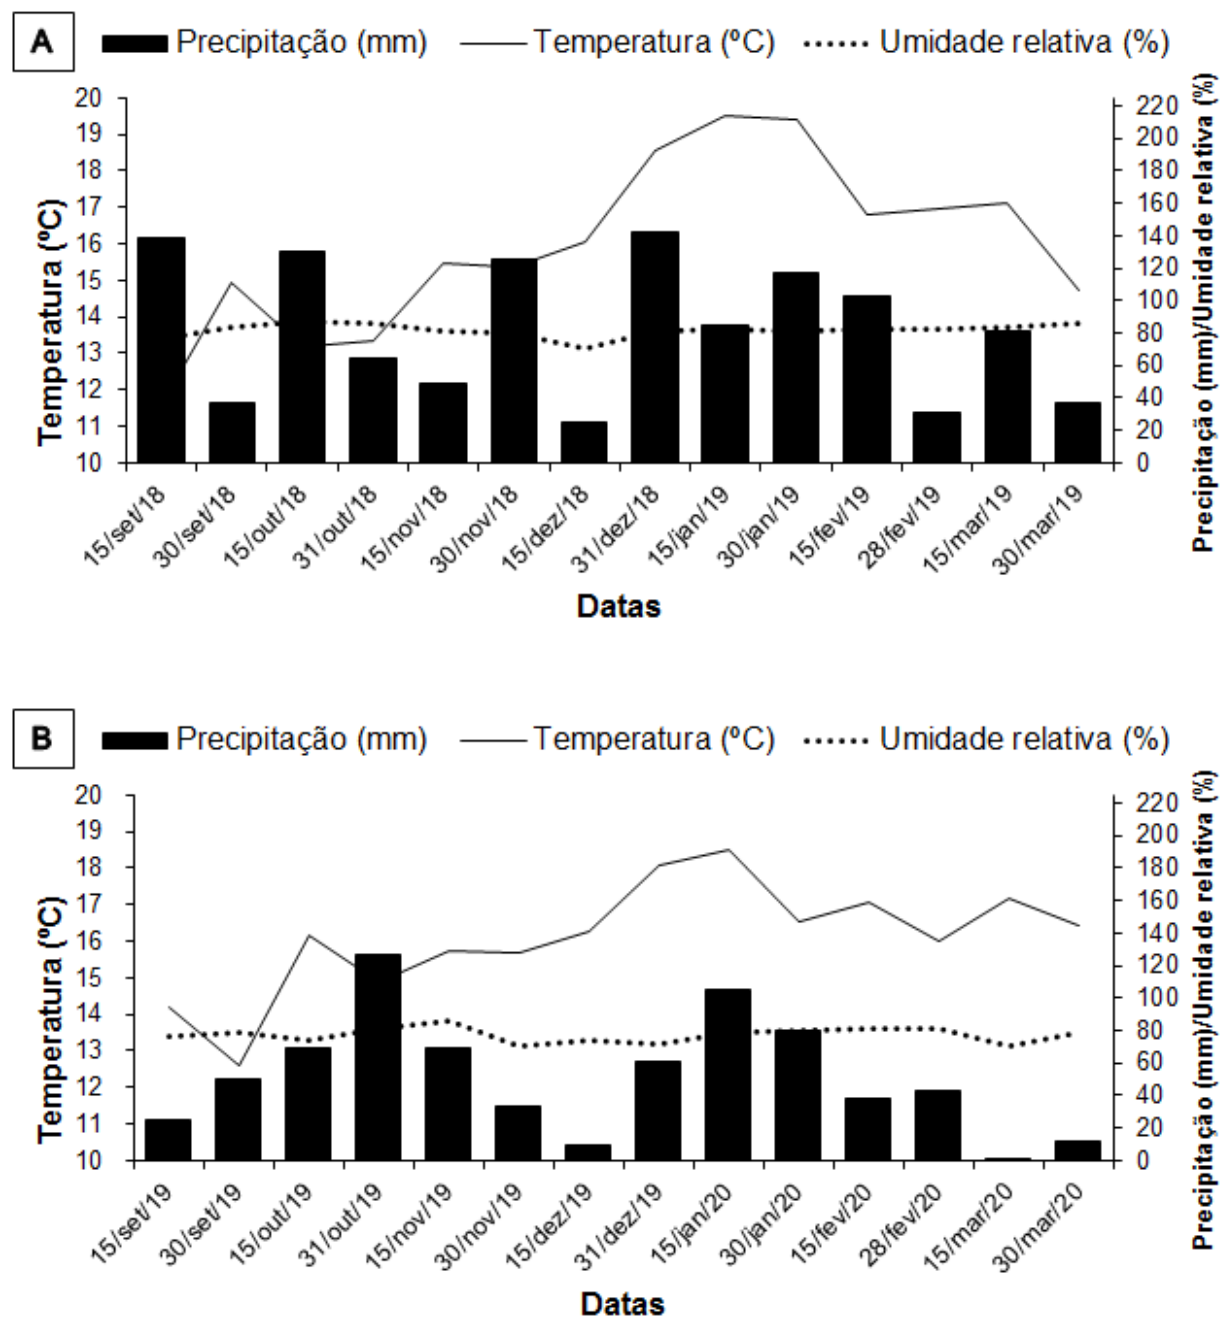 A
Precipitação (mm) Temperatura (ºC) Umidade relativa (%)
Temperatura (ºC)
20
19
18
17
16
15
14
13
12
11
10
220
200
180
160
140
120
100
80
60
40
20
0
Precipitação (mm)/Umidade relativa (%)
15/set/18
30/set/18
15/out/18
31/out/18
15/nov/18
30/nov/18
15/dez/18
31/dez/18
15/jan/19
30/jan/19
15/fev/19
28/fev/19
15/mar/19
30/mar/19
Datas
B
Precipitação (mm) Temperatura (ºC) Umidade relativa (%)
Temperatura (ºC)
20
19
18
17
16
15
14
13
12
11
10
220
200
180
160
140
120
100
80
60
40
20
0
Precipitação (mm)/Umidade relativa (%)
15/set/19
30/set/19
15/out/19
31/out/19
15/nov/19
30/nov/19
15/dez/19
31/dez/19
15/jan/20
30/jan/20
15/fev/20
28/fev/20
15/mar/20
30/mar/20
Datas